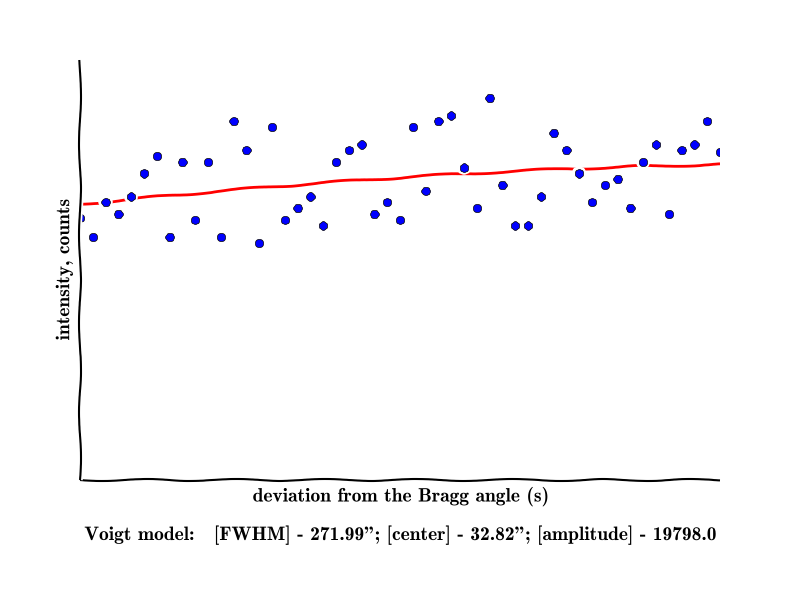 intensity, counts
deviation from the Bragg angle (s)
Voigt model: [FWHM] - 271.99”; [center] - 32.82”; [amplitude] - 19798.0